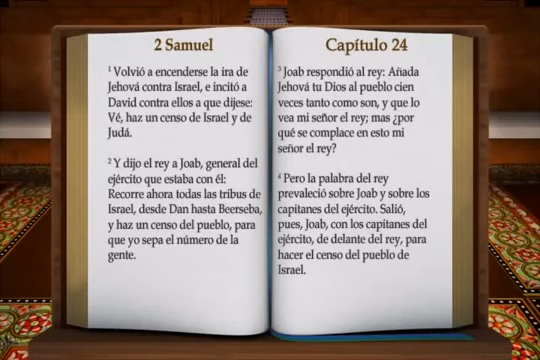 2 Samuel
¹ Volvió a encenderse la ira de
Jehová contra Israel, e incitó a
David contra ellos a que dijese:
Vé, haz un censo de Israel y de
Judá.
² Y dijo el rey a Joab, general del
ejército que estaba con él:
Recorre ahora todas las tribus de
Israel, desde Dan hasta Beerseba,
y haz un censo del pueblo, para
que yo sepa el número de la
gente.
Capítulo 24
³ Joab respondió al rey: Añada
Jehová tu Dios al pueblo cien
veces tanto como son, y que lo
vea mi señor el rey; mas ¿por
qué se complace en esto mi
señor el rey?
⁴ Pero la palabra del rey
prevaleció sobre Joab y sobre los
capitanes del ejército. Salió,
pues, Joab, con los capitanes del
ejército, de delante del rey, para
hacer el censo del pueblo de
Israel.